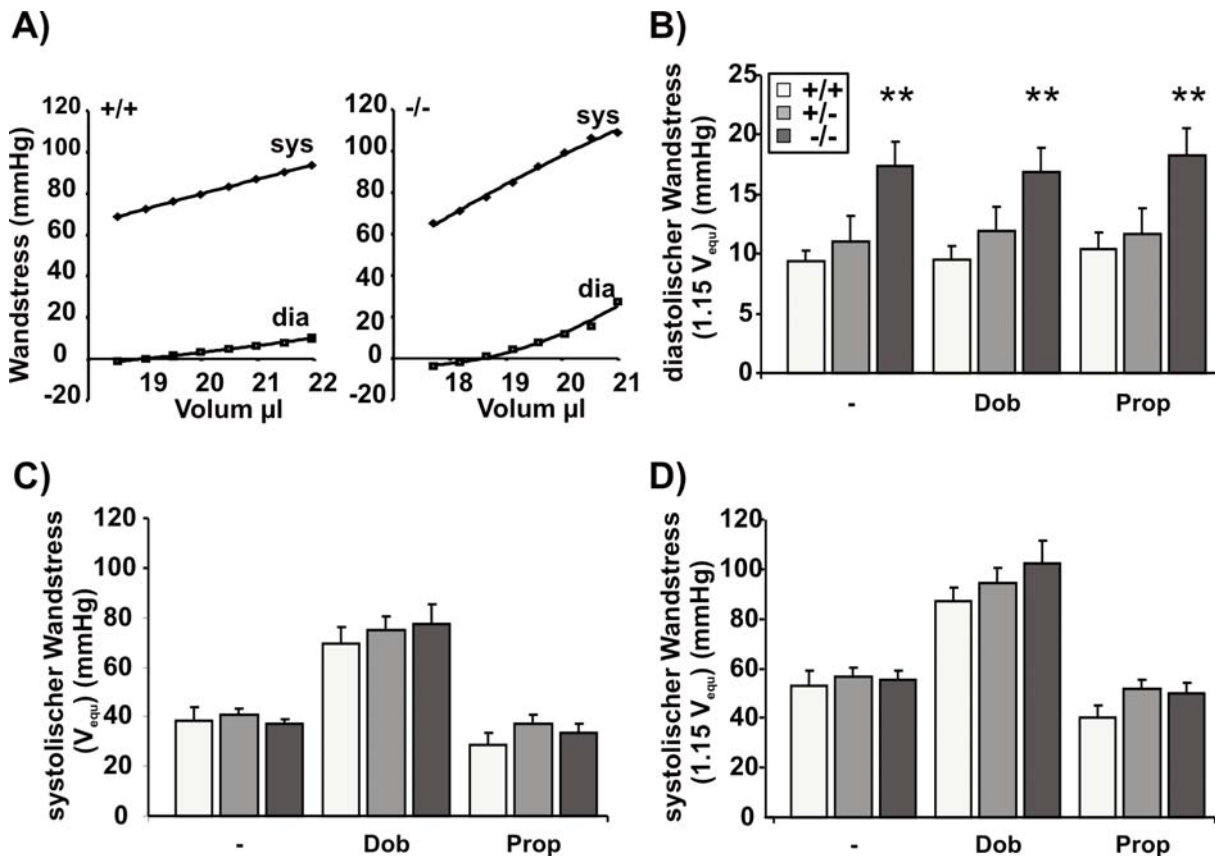 A)
+/+
Wandstress (mmHg)
120
100
80
60
40
20
0
-20
sys
dia
19 20 21 22
Volum µl
-/-
120
100
80
60
40
20
0
-20
sys
dia
18 19 20 21
Volum µl
B)
diastolischer Wandstress
(1.15 Vequ) (mmHg)
25
20
15
10
5
0
+/+
+/-
-/-
** ** **
- Dob Prop
C)
systolischer Wandstress
(Vequ) (mmHg)
120
100
80
60
40
20
0
- Dob Prop
D)
systolischer Wandstress
(1.15 Vequ) (mmHg)
120
100
80
60
40
20
0
- Dob Prop